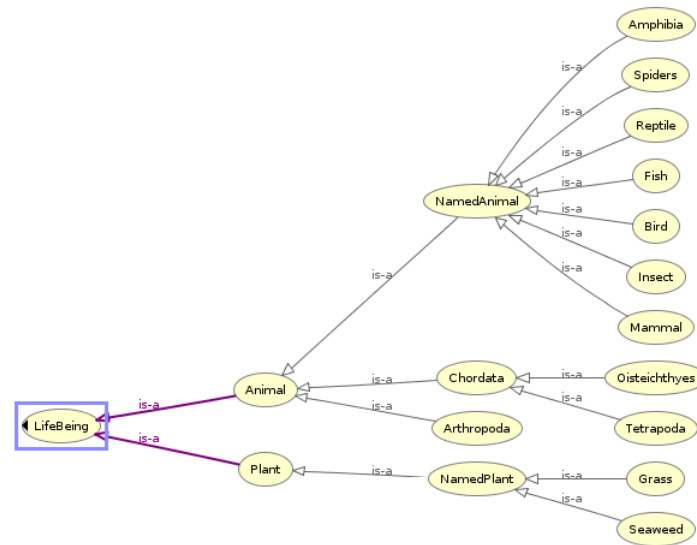 Amphibia
is-a
Spiders
is-a
Reptile
is-a
Fish
is-a
NamedAnimal
is-a
Bird
is-a
Insect
is-a
Mammal
is-a
Animal
is-a
Chordata
is-a
Oisteichthyes
is-a
LifeBeing
is-a
Arthropoda
is-a
Tetrapoda
is-a
Plant
is-a
NamedPlant
is-a
Grass
is-a
Seaweed